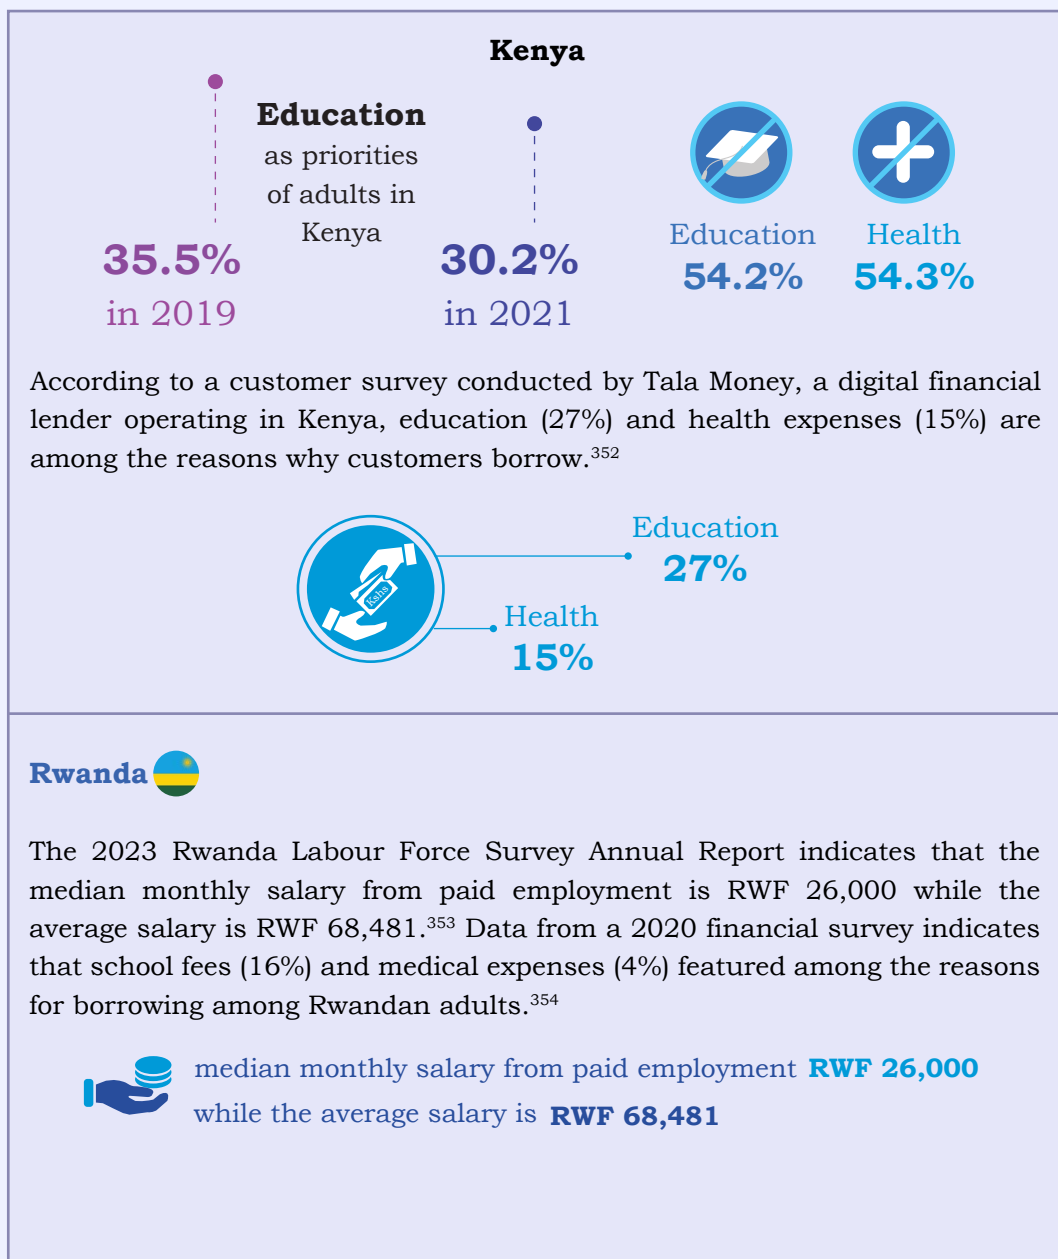 Kenya
Education
as priorities
of adults in
Kenya
35.5%
in 2019
30.2%
in 2021
Education
54.2%
Health
54.3%
According to a customer survey conducted by Tala Money, a digital financial
lender operating in Kenya, education (27%) and health expenses (15%) are
among the reasons why customers borrow.352
Kshs
Education
27%
Health
15%
Rwanda
The 2023 Rwanda Labour Force Survey Annual Report indicates that the
median monthly salary from paid employment is RWF 26,000 while the
average salary is RWF 68,481.353 Data from a 2020 financial survey indicates
that school fees (16%) and medical expenses (4%) featured among the reasons
for borrowing among Rwandan adults.354
median monthly salary from paid employment RWF 26,000
while the average salary is RWF 68,481